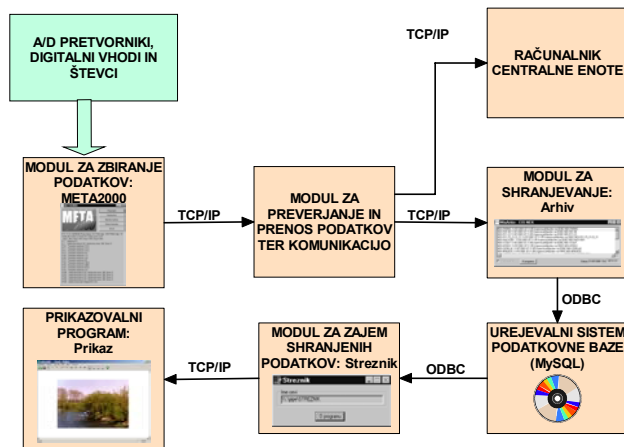 A/D PRETVORNIKI,
DIGITALNI VHODI IN
ŠTEVCI
TCP/IP
RAČUNALNIK
CENTRALNE ENOTE
MODUL ZA ZBIRANJE
PODATKOV:
META2000
META
TCP/IP
MODUL ZA
PREVERJANJE IN
PRENOS PODATKOV
TER KOMUNIKACIJO
TCP/IP
MODUL ZA
SHRANJEVANJE:
Arhiv
ODBC
PRIKAZOVALNI
PROGRAM:
Prikaz
TCP/IP
MODUL ZA ZAJEM
SHRANJENIH
PODATKOV: Streznik
Streznik
ODBC
UREJEVALNI SISTEM
PODATKOVNE BAZE
(MySQL)